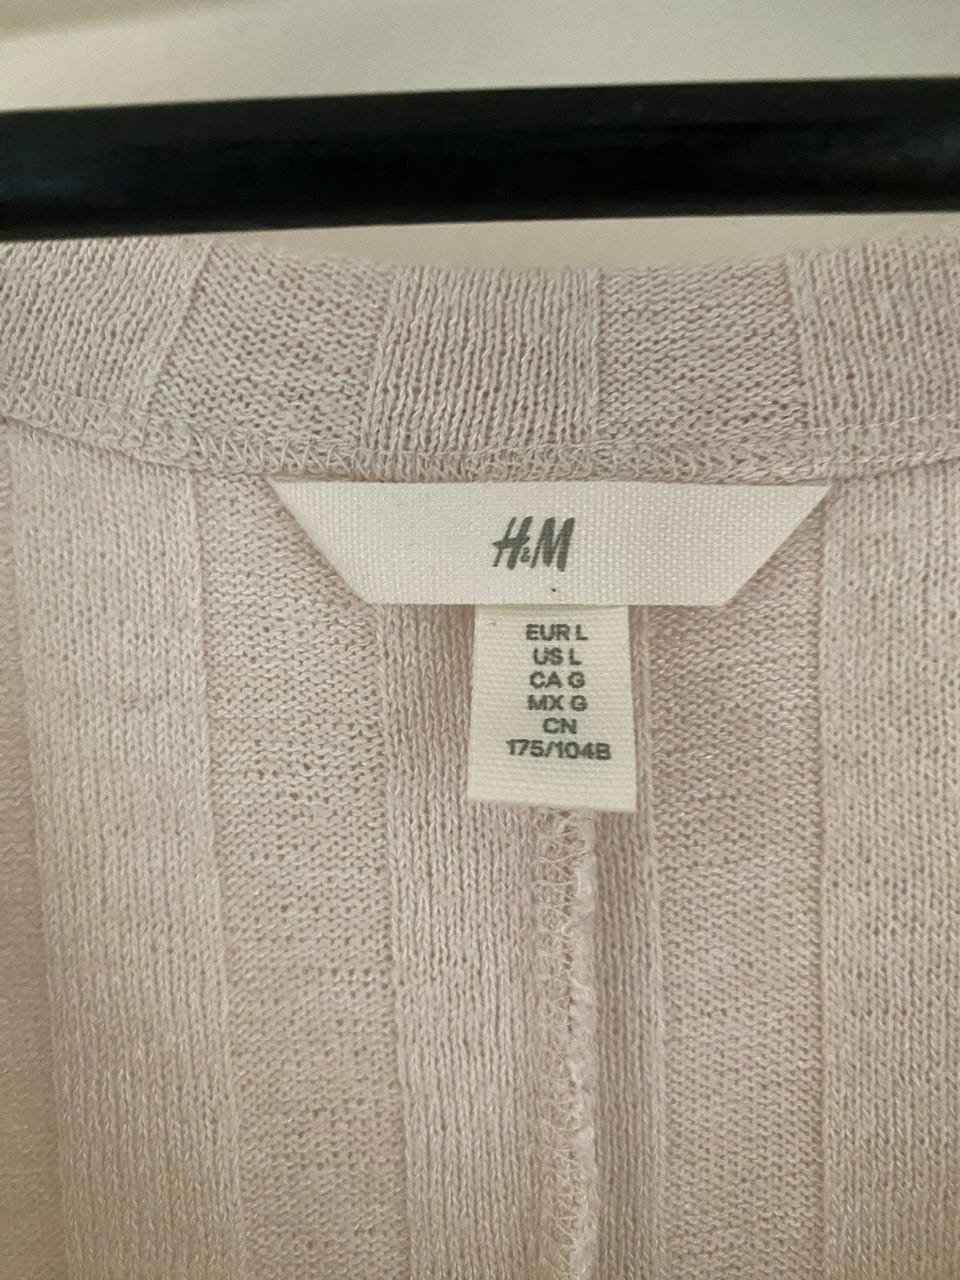 H&M
EUR L
US L
CA G
MX G
CN
175/104B